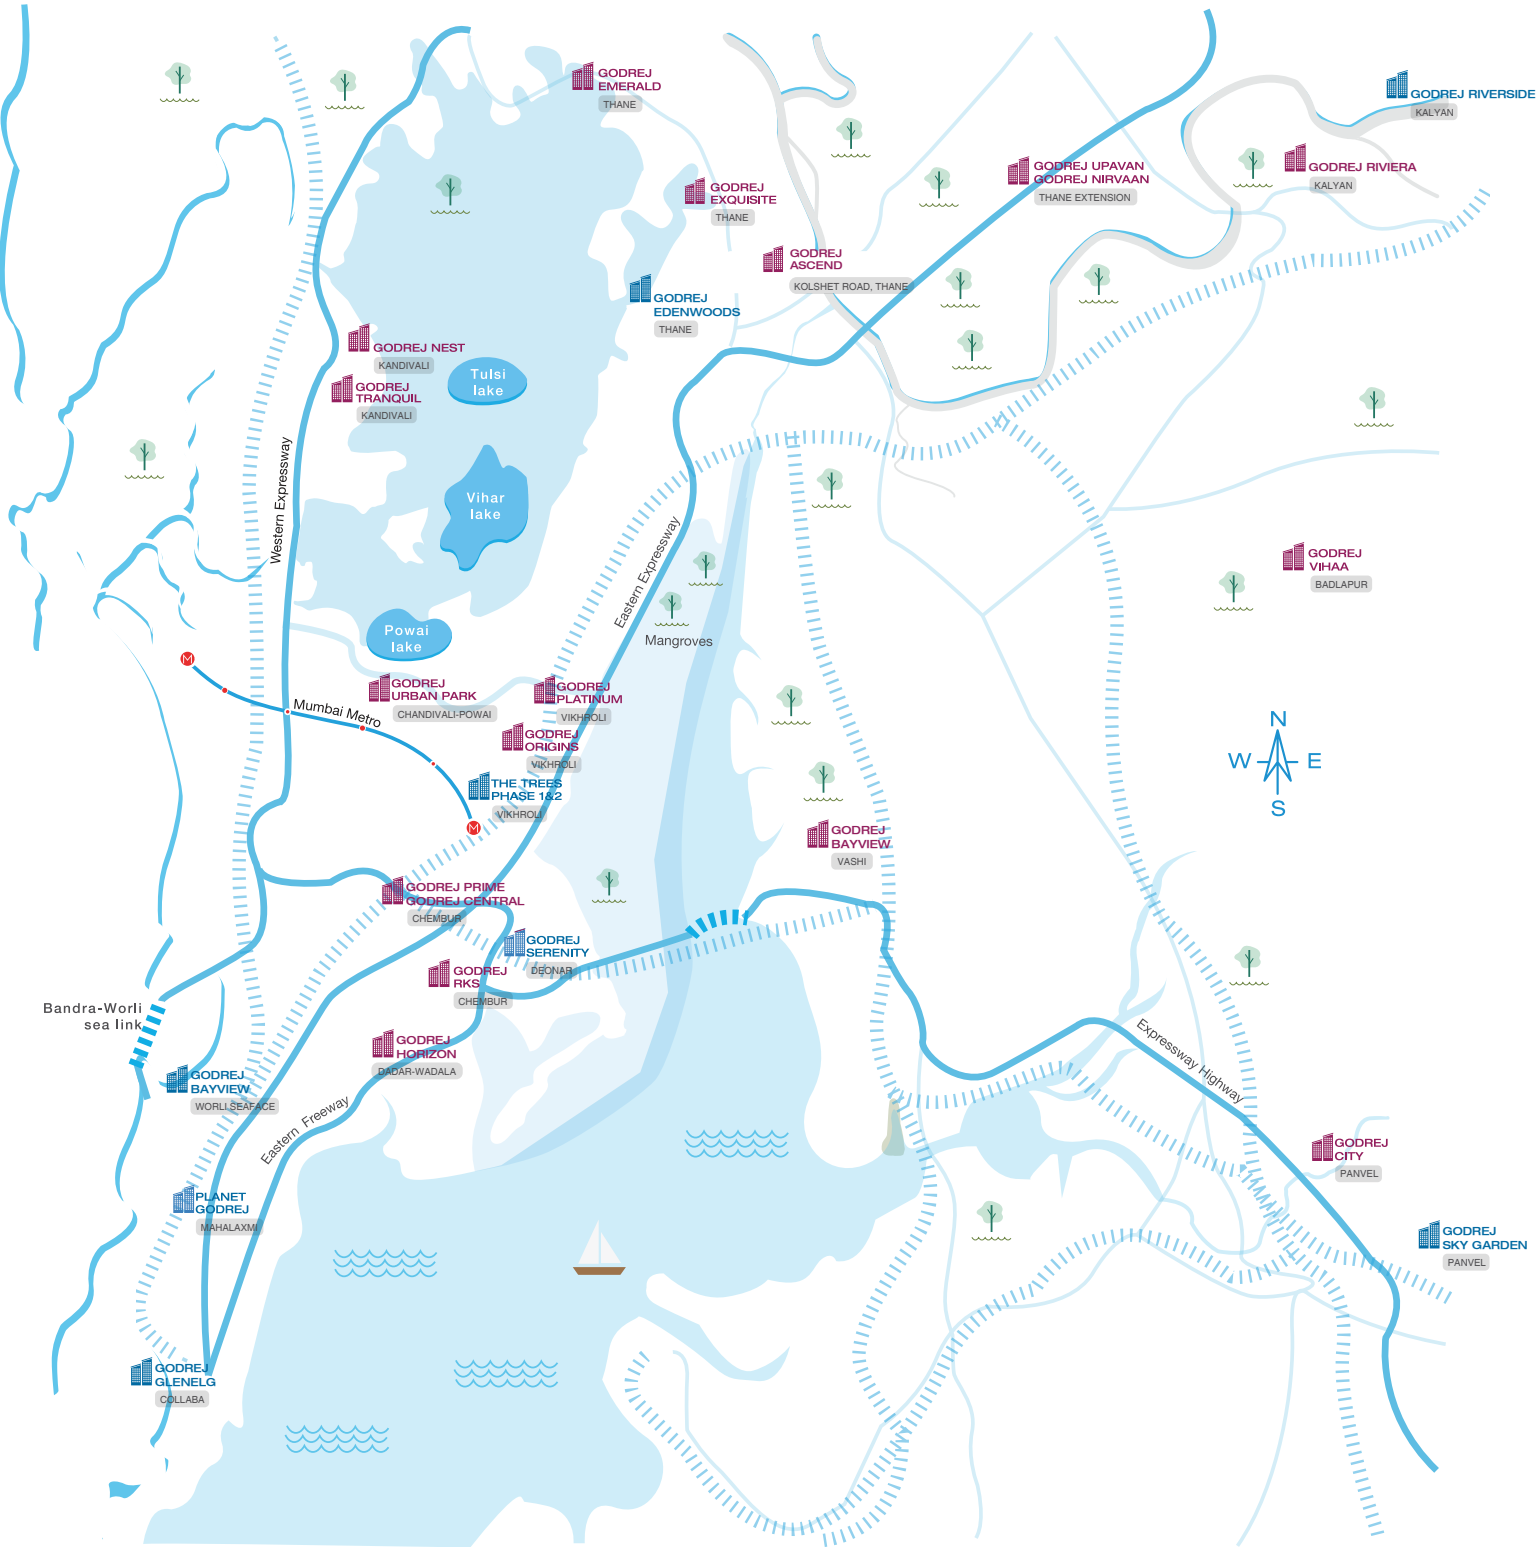 GODREJ
EMERALD
THANE
GODREJ RIVERSIDE
KALYAN
GODREJ UPAVAN
GODREJ NIRVAAN
THANE EXTENSION
GODREJ RIVIERA
KALYAN
GODREJ
EXQUISITE
THANE
GODREJ
ASCEND
KOLSHET ROAD, THANE
GODREJ
EDENWOODS
THANE
GODREJ NEST
KANDIVALI
GODREJ
TRANQUIL
KANDIVALI
Tulsi
lake
Western Expressway
Vihar
lake
Eastern Expressway
GODREJ
VIHAA
BADLAPUR
Powai
lake
Mangroves
M
GODREJ
URBAN PARK
CHANDIVALI-POWAI
GODREJ
PLATINUM
VIKHROLI
Mumbai Metro
GODREJ
ORIGINS
VIKHROLI
N
W
E
S
THE TREES
PHASE 1&2
VIKHROLI
M
GODREJ
BAYVIEW
VASHI
GODREJ PRIME
GODREJ CENTRAL
CHEMBUR
GODREJ
SERENITY
DEONAR
GODREJ
RKS
CHEMBUR
Bandra-Worli
sea link
GODREJ
HORIZON
DADAR-WADALA
Expressway Highway
GODREJ
BAYVIEW
WORLI SEAFACE
Eastern Freeway
GODREJ
CITY
PANVEL
PLANET
GODREJ
MAHALAXMI
GODREJ
SKY GARDEN
PANVEL
GODREJ
GLENELG
COLLABA